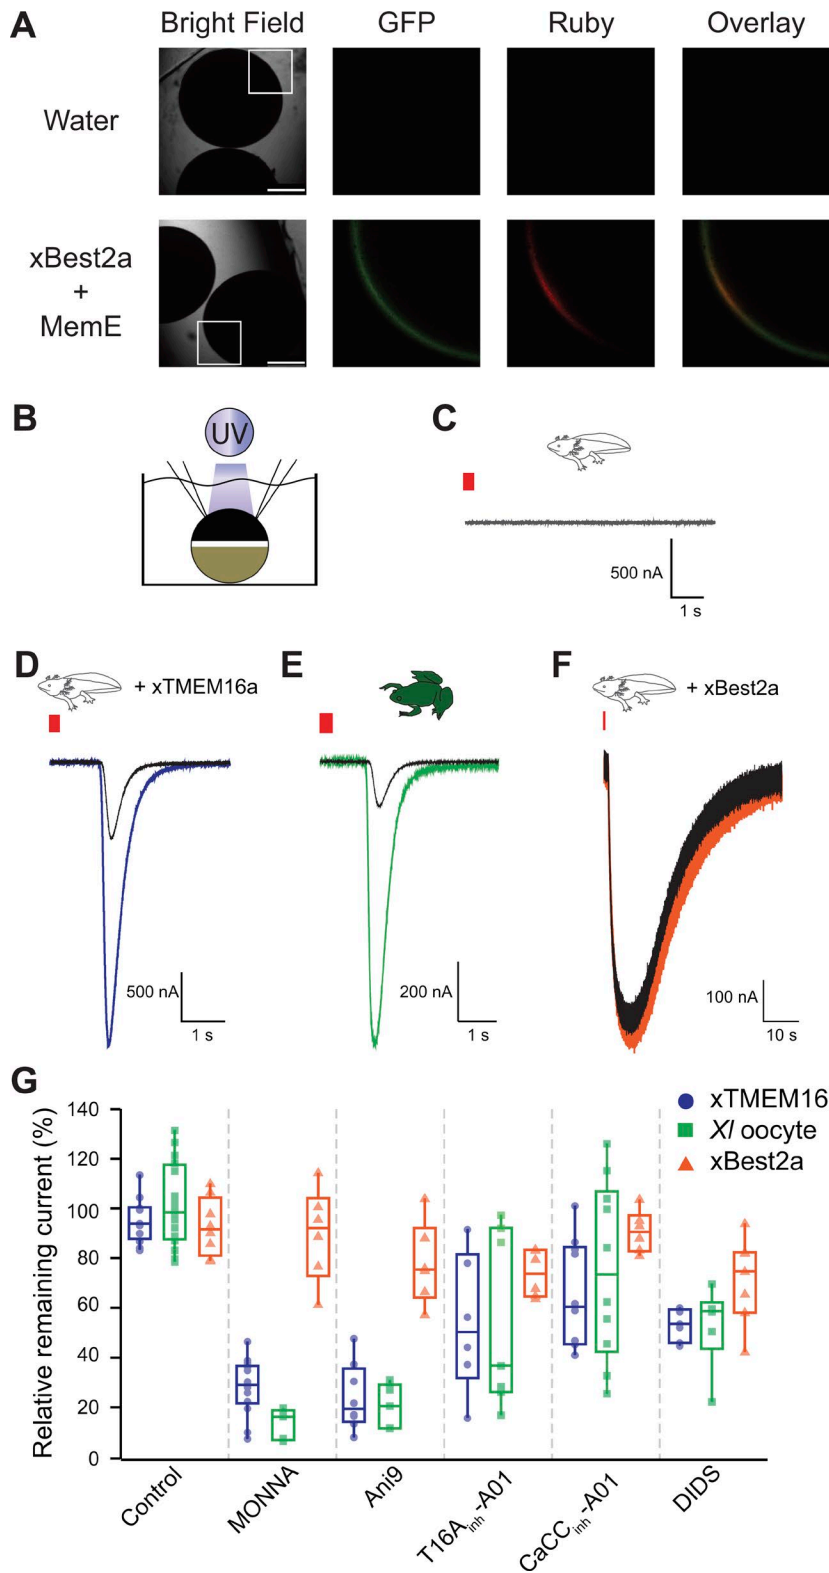 A
Bright Field
GFP
Ruby
Overlay
Water
xBest2a
+
MemE
B
UV
C
500 nA
1 s
D
+ xTMEM16a
E
F
+ xBest2a
500 nA
1 s
200 nA
1 s
100 nA
10 s
G
Relative remaining current (%)
140
120
100
80
60
40
20
0
xTMEM16
Xl oocyte
xBest2a
Control
MONNA
Ani9
T16Ainh-A01
CaCCinh-A01
DIDS